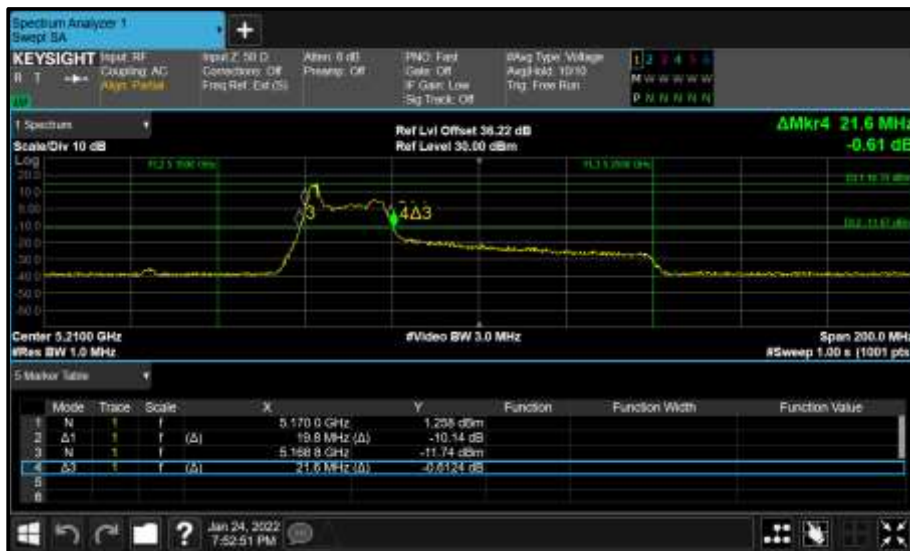 Spectrum Analyzer 1
Swept SA
+
KEYSIGHT Input: RF Input Z: 50 Ω Atten: 6 dB PNO: Fast #Avg Type: Voltage 1 2 3 4 5 6
R T Coupling: AC Corrections: Off Preamp: Off Gate: Off Avg|Hold: 10/10 M W W W W W
Align: Partial Freq Ref: Ext (S) IF Gain: Low Trig: Free Run
Sig Track: Off P N N N N N
1 Spectrum
Ref Lvl Offset 36.22 dB ΔMkr4 21.6 MHz
Scale/Div 10 dB Ref Level 30.00 dBm -0.61 dB
Log
20.0
10.0
0.00
3
4Δ3
-10.0
-20.0
-30.0
-40.0
-50.0
-60.0
Center 5.2100 GHz #Video BW 3.0 MHz Span 200.0 MHz
#Res BW 1.0 MHz #Sweep 1.00 s (1001 pts
5 Marker Table
Mode Trace Scale X Y Function Function Width Function Value
1 N 1 f 5.170 0 GHz 1.258 dBm
2 Δ1 1 f (Δ) 19.8 MHz (Δ) -10.14 dB
3 N 1 f 5.168 8 GHz -11.74 dBm
4 Δ3 1 f (Δ) 21.6 MHz (Δ) -0.6124 dB
5
6
? Jan 24, 2022
7:52:51 PM